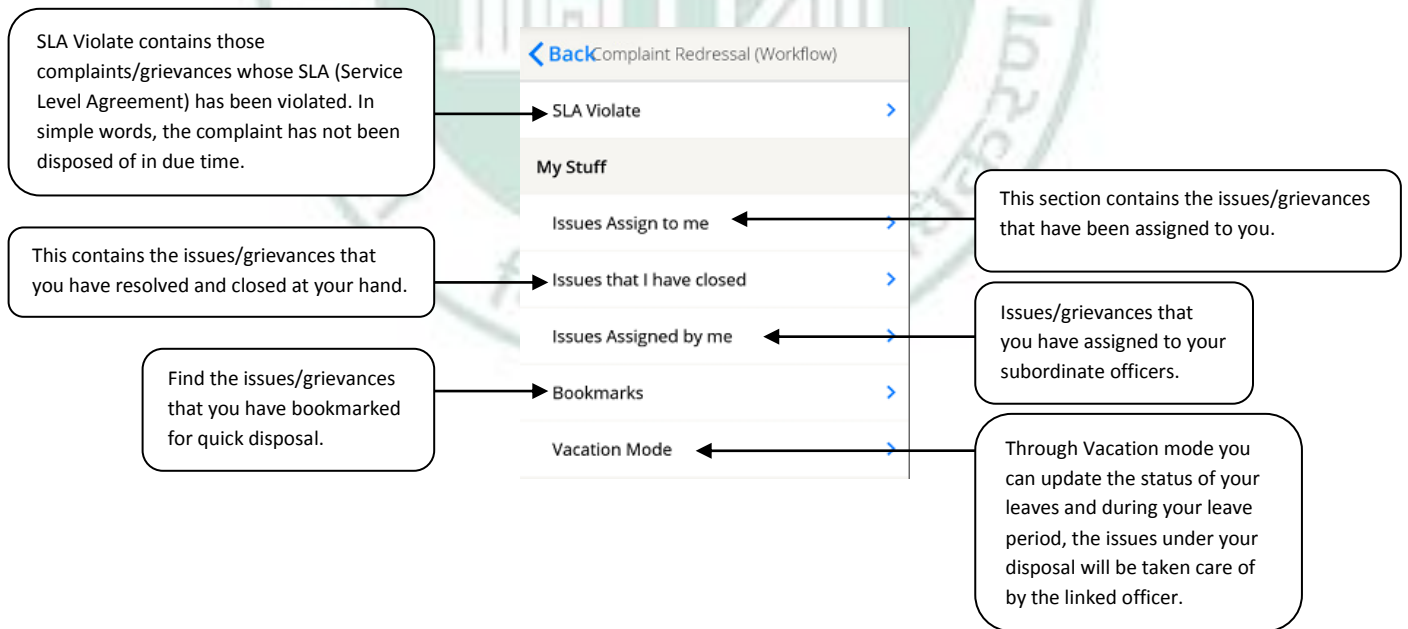 SLA Violate contains those
complaints/grievances whose SLA (Service
Level Agreement) has been violated. In
simple words, the complaint has not been
disposed of in due time.
This contains the issues/grievances that
you have resolved and closed at your hand.
Find the issues/grievances
that you have bookmarked
for quick disposal.
Back Complaint Redressal (Workflow)
SLA Violate
My Stuff
Issues Assign to me
Issues that I have closed
Issues Assigned by me
Bookmarks
Vacation Mode
This section contains the issues/grievances
that have been assigned to you.
Issues/grievances that
you have assigned to your
subordinate officers.
Through Vacation mode you
can update the status of your
leaves and during your leave
period, the issues under your
disposal will be taken care of
by the linked officer.